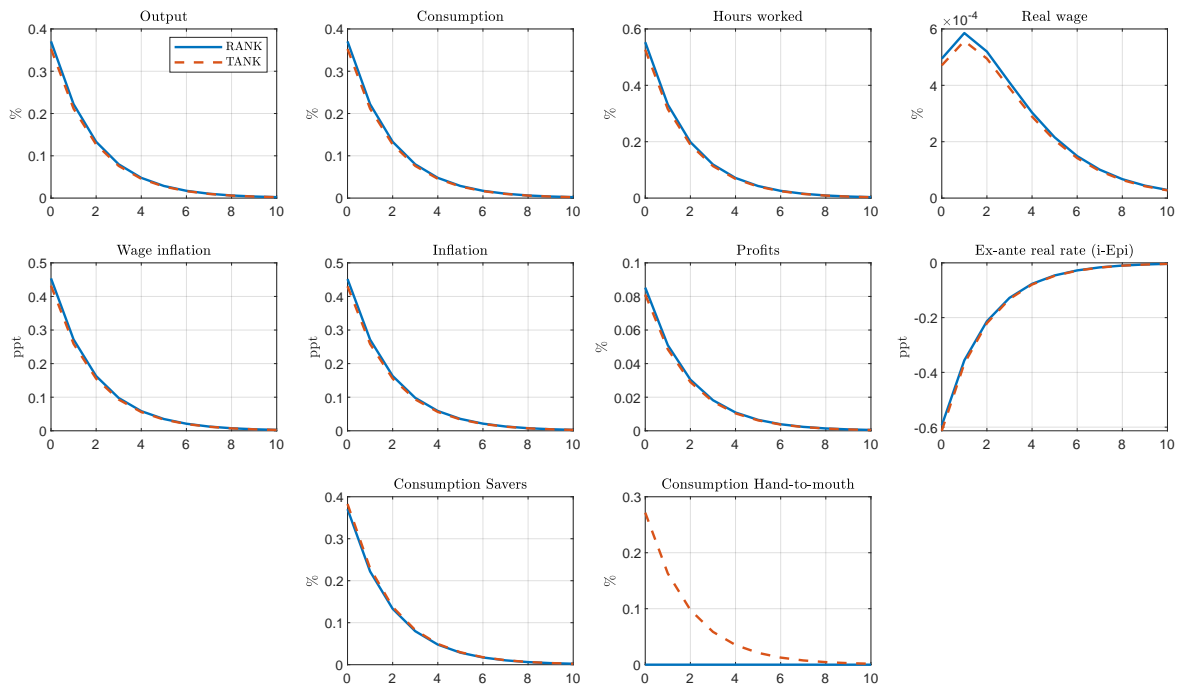 Output
0.4
0.3
0.2
0.1
0
%
0 2 4 6 8 10
RANK
TANK
Consumption
0.4
0.3
0.2
0.1
0
%
0 2 4 6 8 10
Hours worked
0.6
0.4
0.2
0
%
0 2 4 6 8 10
Real wage
×10⁻⁴
6
4
2
0
%
0 2 4 6 8 10
Wage inflation
0.5
0.4
0.3
0.2
0.1
0
ppt
0 2 4 6 8 10
Inflation
0.5
0.4
0.3
0.2
0.1
0
ppt
0 2 4 6 8 10
Profits
0.1
0.08
0.06
0.04
0.02
0
%
0 2 4 6 8 10
Ex-ante real rate (i-Epi)
0
-0.2
-0.4
-0.6
ppt
0 2 4 6 8 10
Consumption Savers
0.4
0.3
0.2
0.1
0
%
0 2 4 6 8 10
Consumption Hand-to-mouth
0.3
0.2
0.1
0
%
0 2 4 6 8 10